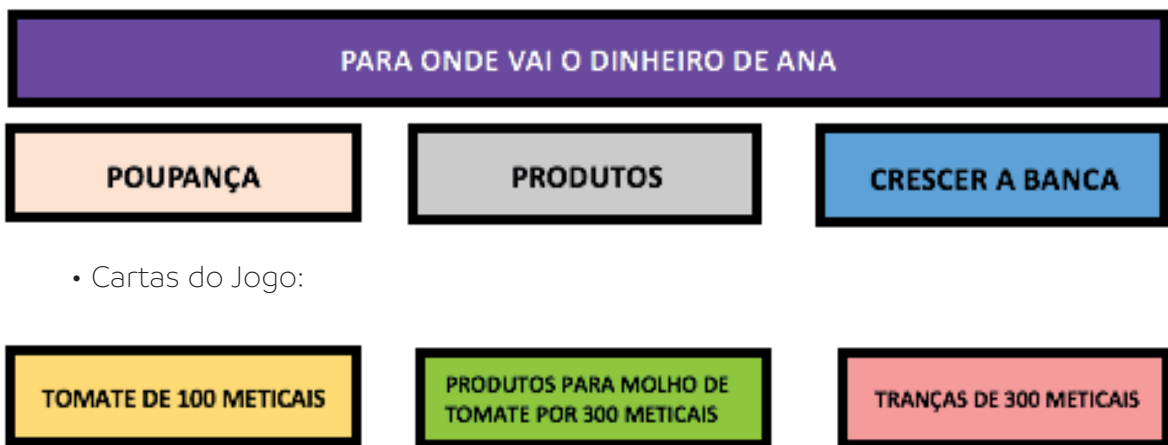 PARA ONDE VAI O DINHEIRO DE ANA
POUPANÇA
PRODUTOS
CRESCER A BANCA
• Cartas do Jogo:
TOMATE DE 100 METICAIS
PRODUTOS PARA MOLHO DE
TOMATE POR 300 METICAIS
TRANÇAS DE 300 METICAIS